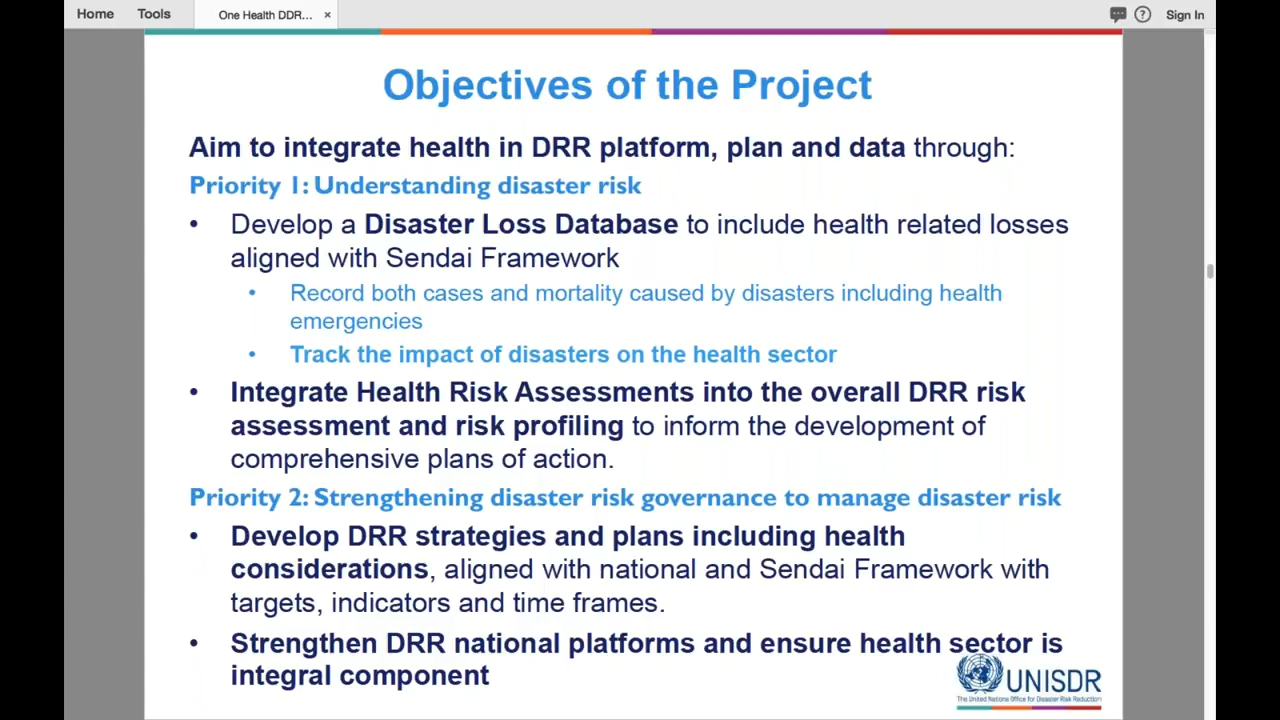 Home Tools One Health DDR... × Sign In
Objectives of the Project
Aim to integrate health in DRR platform, plan and data through:
Priority 1: Understanding disaster risk
• Develop a Disaster Loss Database to include health related losses
aligned with Sendai Framework
• Record both cases and mortality caused by disasters including health
emergencies
• Track the impact of disasters on the health sector
• Integrate Health Risk Assessments into the overall DRR risk
assessment and risk profiling to inform the development of
comprehensive plans of action.
Priority 2: Strengthening disaster risk governance to manage disaster risk
• Develop DRR strategies and plans including health
considerations, aligned with national and Sendai Framework with
targets, indicators and time frames.
• Strengthen DRR national platforms and ensure health sector is
integral component
UNISDR
The United Nations Office for Disaster Risk Reduction